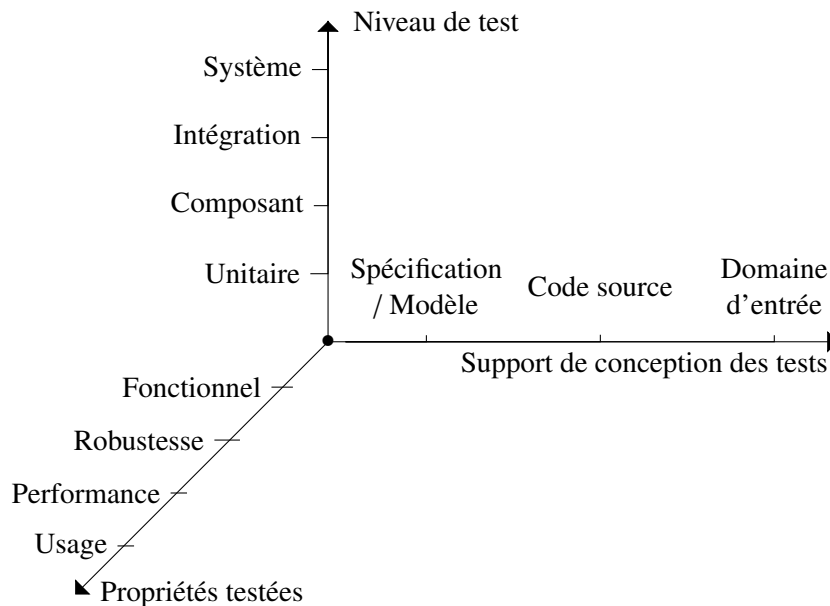 Niveau de test
Système
Intégration
Composant
Unitaire
Spécification
/ Modèle
Code source
Domaine
d'entrée
Support de conception des tests
Fonctionnel
Robustesse
Performance
Usage
Propriétés testées